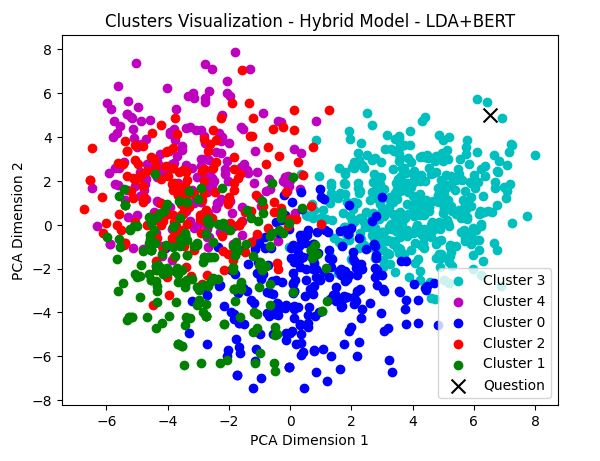 Clusters Visualization - Hybrid Model - LDA+BERT
8
6
4
2
0
−2
−4
−6
−8
PCA Dimension 2
−6
−4
−2
0
2
4
6
8
PCA Dimension 1
Cluster 3
Cluster 4
Cluster 0
Cluster 2
Cluster 1
Question